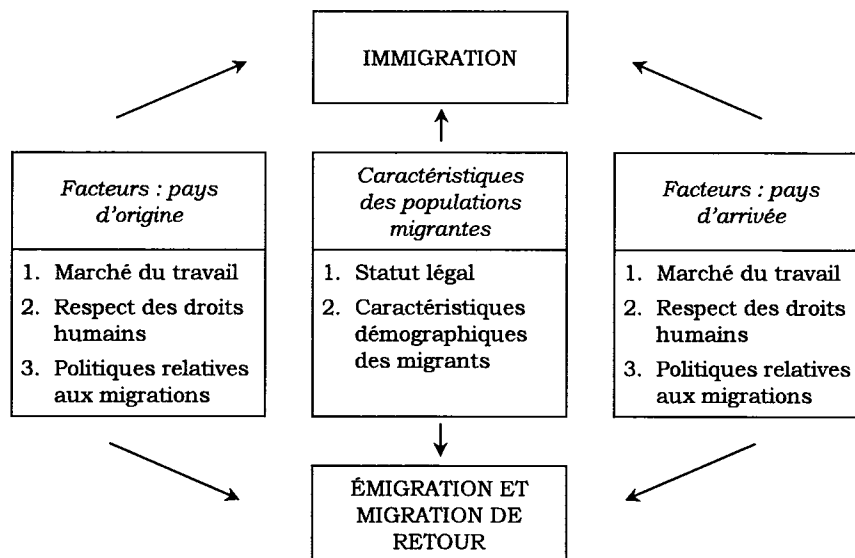 IMMIGRATION
Facteurs : pays
d'origine
1. Marché du travail
2. Respect des droits
humains
3. Politiques relatives
aux migrations
Caractéristiques
des populations
migrantes
1. Statut légal
2. Caractéristiques
démographiques
des migrants
Facteurs : pays
d'arrivée
1. Marché du travail
2. Respect des droits
humains
3. Politiques relatives
aux migrations
ÉMIGRATION ET
MIGRATION DE
RETOUR